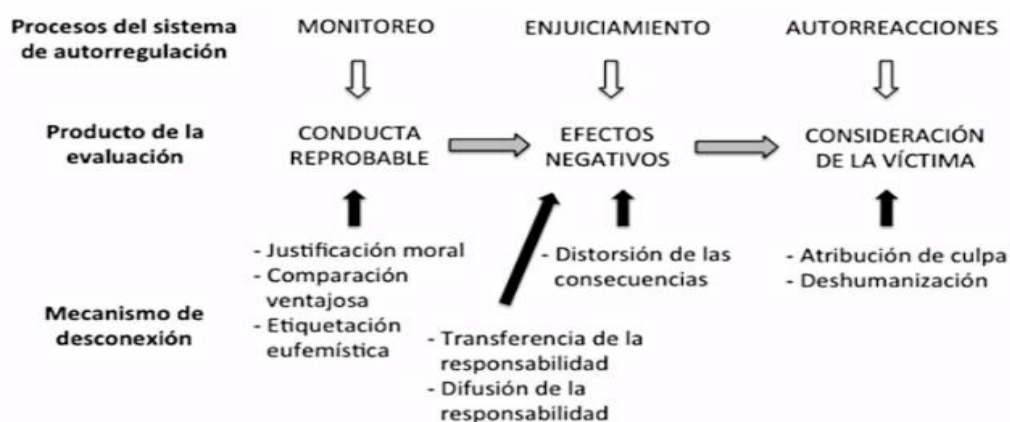 Procesos del sistema
de autorregulación
MONITOREO
ENJUICIAMIENTO
AUTORREACCIONES
Producto de la
evaluación
CONDUCTA
REPROBABLE
EFECTOS
NEGATIVOS
CONSIDERACIÓN
DE LA VÍCTIMA
Mecanismo de
desconexión
- Justificación moral
- Comparación
ventajosa
- Etiquetación
eufemística
- Transferencia de la
responsabilidad
- Difusión de la
responsabilidad
- Distorsión de las
consecuencias
- Atribución de culpa
- Deshumanización